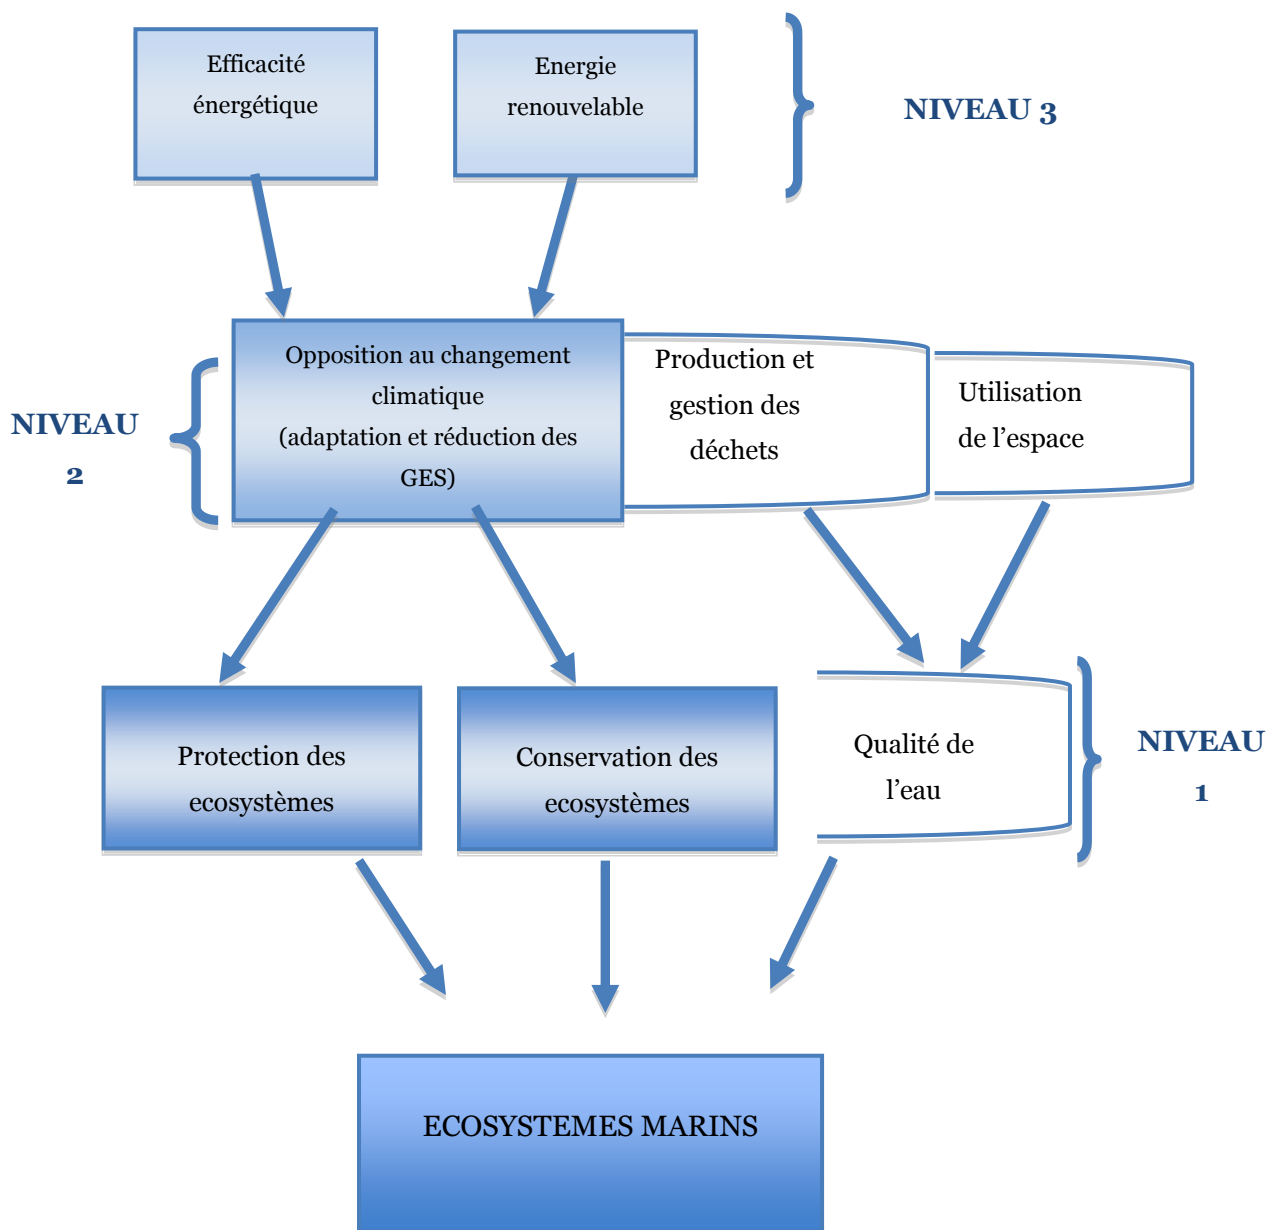 Efficacité
énergétique
Energie
renouvelable
NIVEAU 3
Opposition au changement
climatique
(adaptation et réduction des
GES)
Production et
gestion des
déchets
Utilisation
de l’espace
NIVEAU
2
Protection des
ecosystèmes
Conservation des
ecosystèmes
Qualité de
l’eau
NIVEAU
1
ECOSYSTEMES MARINS